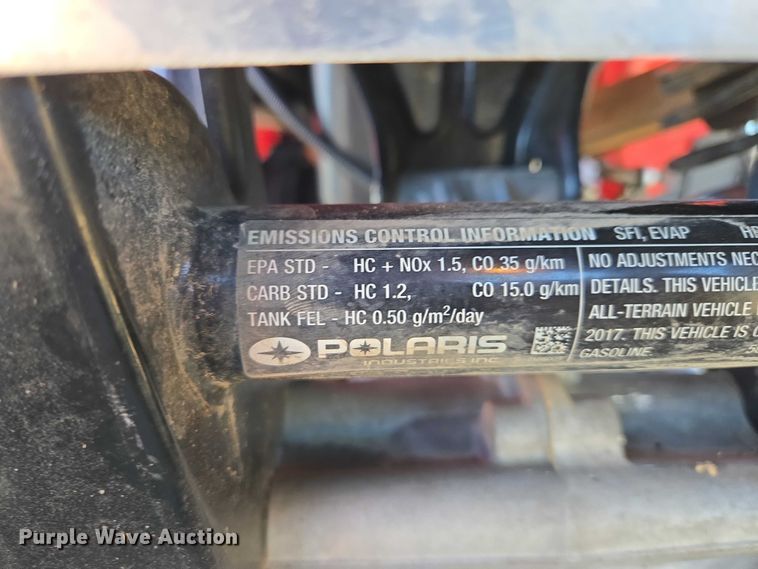 EMISSIONS CONTROL INFORMATION SFI, EVAP
EPA STD - HC + NOx 1.5, CO 35 g/km
CARB STD - HC 1.2, CO 15.0 g/km
TANK FEL - HC 0.50 g/m²/day
POLARIS
INDUSTRIES INC.
NO ADJUSTMENTS
DETAILS. THIS VEHICLE
ALL-TERRAIN VEHICLE
2017. THIS VEHICLE IS
GASOLINE
Purple Wave Auction